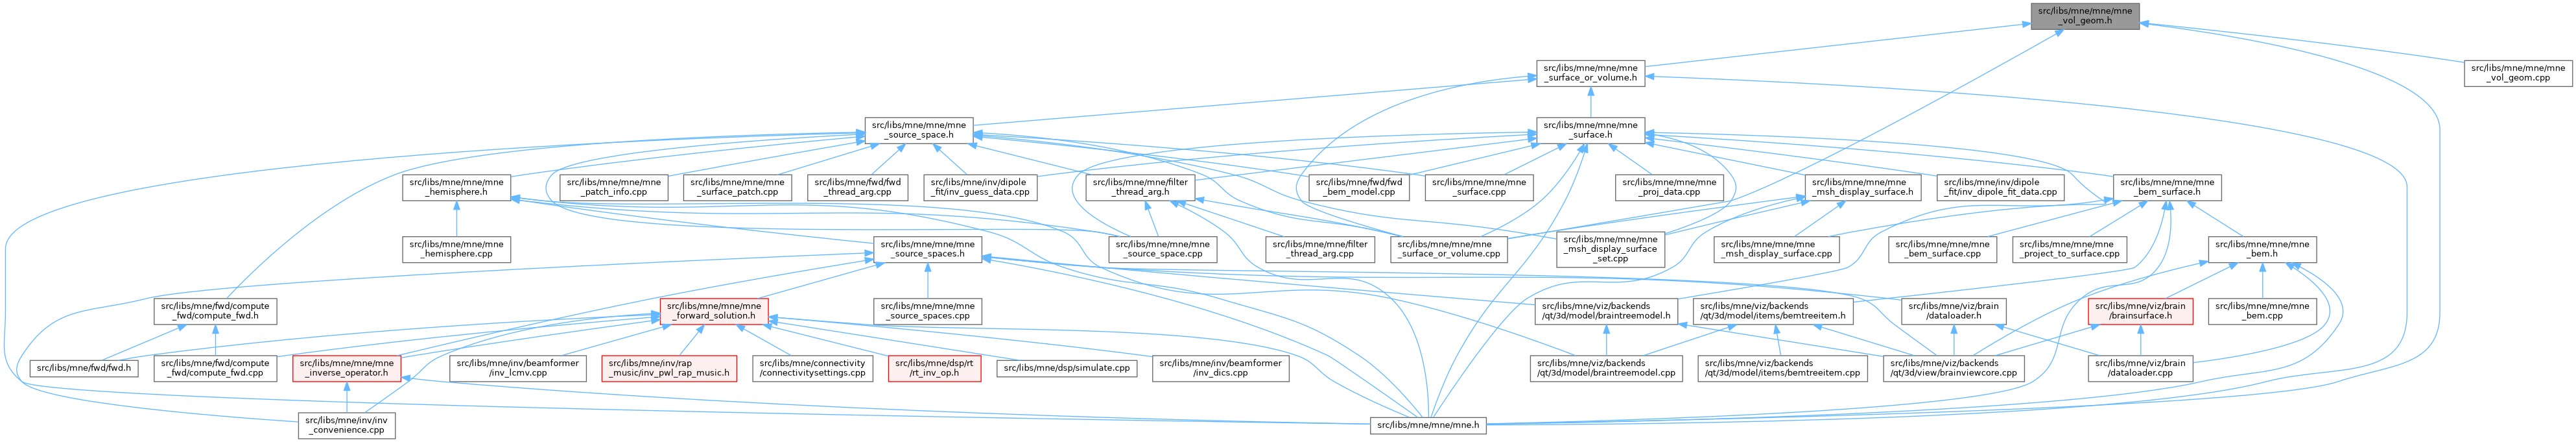 src/libs/mne/mne/mne
_vol_geom.h
src/libs/mne/mne/mne
_surface_or_volume.h
src/libs/mne/mne/mne
_vol_geom.cpp
src/libs/mne/mne/mne
_source_space.h
src/libs/mne/mne/mne
_surface.h
src/libs/mne/mne/mne
_hemisphere.h
src/libs/mne/mne/mne
_patch_info.cpp
src/libs/mne/mne/mne
_surface_patch.cpp
src/libs/mne/fwd/fwd
_thread_arg.cpp
src/libs/mne/inv/dipole
fit/inv_guess_data.cpp
src/libs/mne/mne/filter
_thread_arg.h
src/libs/mne/fwd/fwd
_bem_model.cpp
src/libs/mne/mne/mne
_surface.cpp
src/libs/mne/mne/mne
_proj_data.cpp
src/libs/mne/mne/mne
_msh_display_surface.h
src/libs/mne/inv/dipole
_fit/inv_dipole_fit_data.cpp
src/libs/mne/mne/mne
_bem_surface.h
src/libs/mne/mne/mne
_hemisphere.cpp
src/libs/mne/mne/mne
_source_spaces.h
src/libs/mne/mne/mne
_source_space.cpp
src/libs/mne/mne/filter
_thread_arg.cpp
src/libs/mne/mne/mne
_surface_or_volume.cpp
src/libs/mne/mne/mne
_msh_display_surface
_set.cpp
src/libs/mne/mne/mne
_msh_display_surface.cpp
src/libs/mne/mne/mne
_bem_surface.cpp
src/libs/mne/mne/mne
_project_to_surface.cpp
src/libs/mne/mne/mne
_bem.h
src/libs/mne/fwd/compute
_fwd/compute_fwd.h
src/libs/mne/mne/mne
_forward_solution.h
src/libs/mne/mne/mne
_source_spaces.cpp
src/libs/mne/viz/backends
/qt/3d/model/braintreemodel.h
src/libs/mne/viz/backends
/qt/3d/model/items/bemtreeitem.h
src/libs/mne/viz/brain
/dataloader.h
src/libs/mne/viz/brain
/brainsurface.h
src/libs/mne/mne/mne
_bem.cpp
src/libs/mne/fwd/fwd.h
src/libs/mne/fwd/compute
_fwd/compute_fwd.cpp
src/libs/mne/mne/mne
_inverse_operator.h
src/libs/mne/inv/beamformer
/inv_lcmv.cpp
src/libs/mne/inv/rap
_music/inv_pwl_rap_music.h
src/libs/mne/connectivity
/connectivitysettings.cpp
src/libs/mne/dsp/rt
/rt_inv_op.h
src/libs/mne/dsp/simulate.cpp
src/libs/mne/inv/beamformer
/inv_dics.cpp
src/libs/mne/viz/backends
/qt/3d/model/braintreemodel.cpp
src/libs/mne/viz/backends
/qt/3d/model/items/bemtreeitem.cpp
src/libs/mne/viz/backends
/qt/3d/view/brainviewcore.cpp
src/libs/mne/viz/brain
/dataloader.cpp
src/libs/mne/inv/inv
_convenience.cpp
src/libs/mne/mne/mne.h